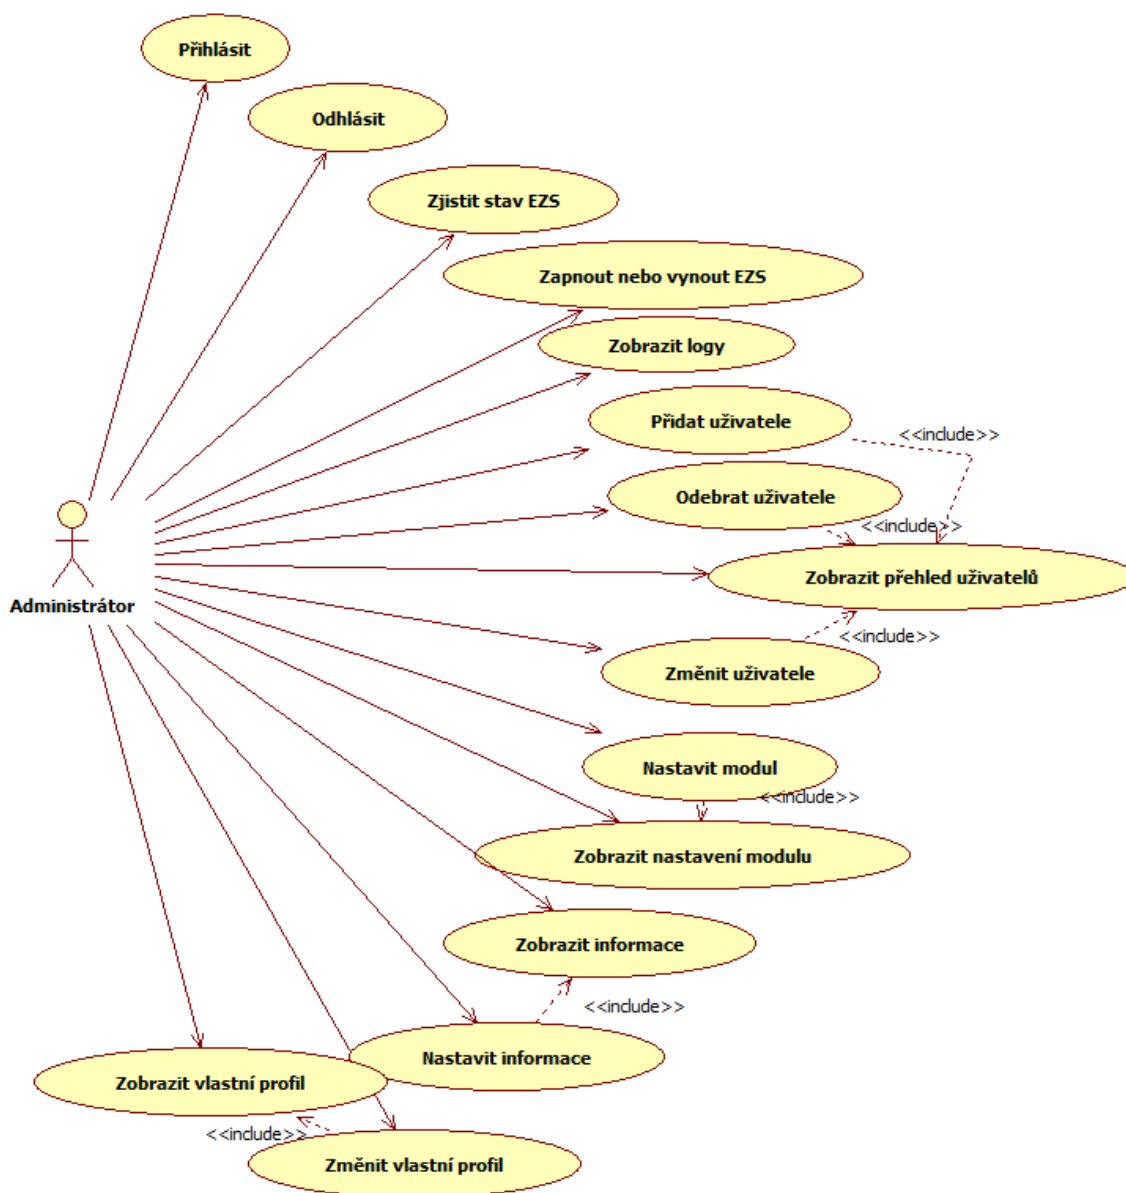 Přihlásit
Odhlásit
Zjistit stav EZS
Zapnout nebo vynout EZS
Zobrazit logy
Přidat uživatele
<<include>>
Odebrat uživatele
<<include>>
Zobrazit přehled uživatelů
Administrátor
<<include>>
Změnit uživatele
Nastavit modul
<<include>>
Zobrazit nastavení modulu
Zobrazit informace
<<include>>
Nastavit informace
Zobrazit vlastní profil
<<include>>
Změnit vlastní profil